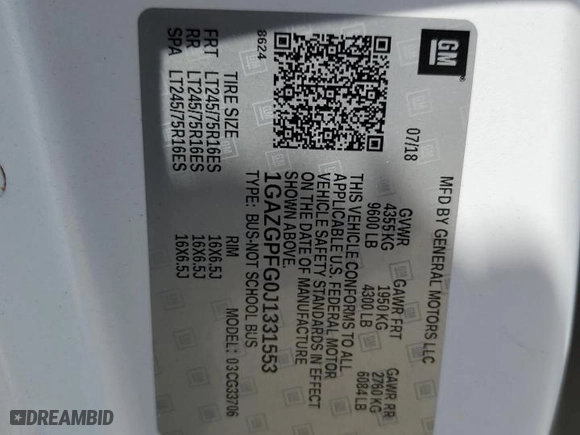 GM
MFD BY GENERAL MOTORS LLC
07/18
GVWR GAWR FRT GAWR RR
4355KG 1950 KG 2760 KG
9600 LB 4300 LB 6084 LB
THIS VEHICLE CONFORMS TO ALL
APPLICABLE U.S. FEDERAL MOTOR
VEHICLE SAFETY STANDARDS IN EFFECT
ON THE DATE OF MANUFACTURE
SHOWN ABOVE.
1GAZGPFG0J1331553
TYPE: BUS-NOT SCHOOL BUS
MODEL: 03CG33706
8624
TIRE SIZE RIM
FRT LT245/75R16ES 16X6.5J
RR LT245/75R16ES 16X6.5J
SPA LT245/75R16ES 16X6.5J
DREAMBID